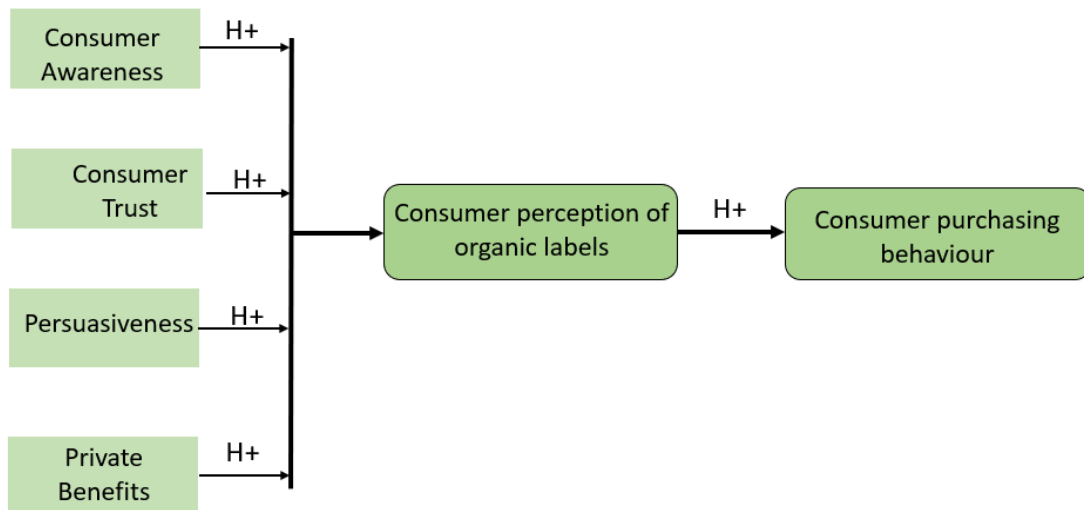 Consumer
Awareness
H+
Consumer
Trust
H+
Persuasiveness
H+
Private
Benefits
H+
Consumer perception of
organic labels
H+
Consumer purchasing
behaviour